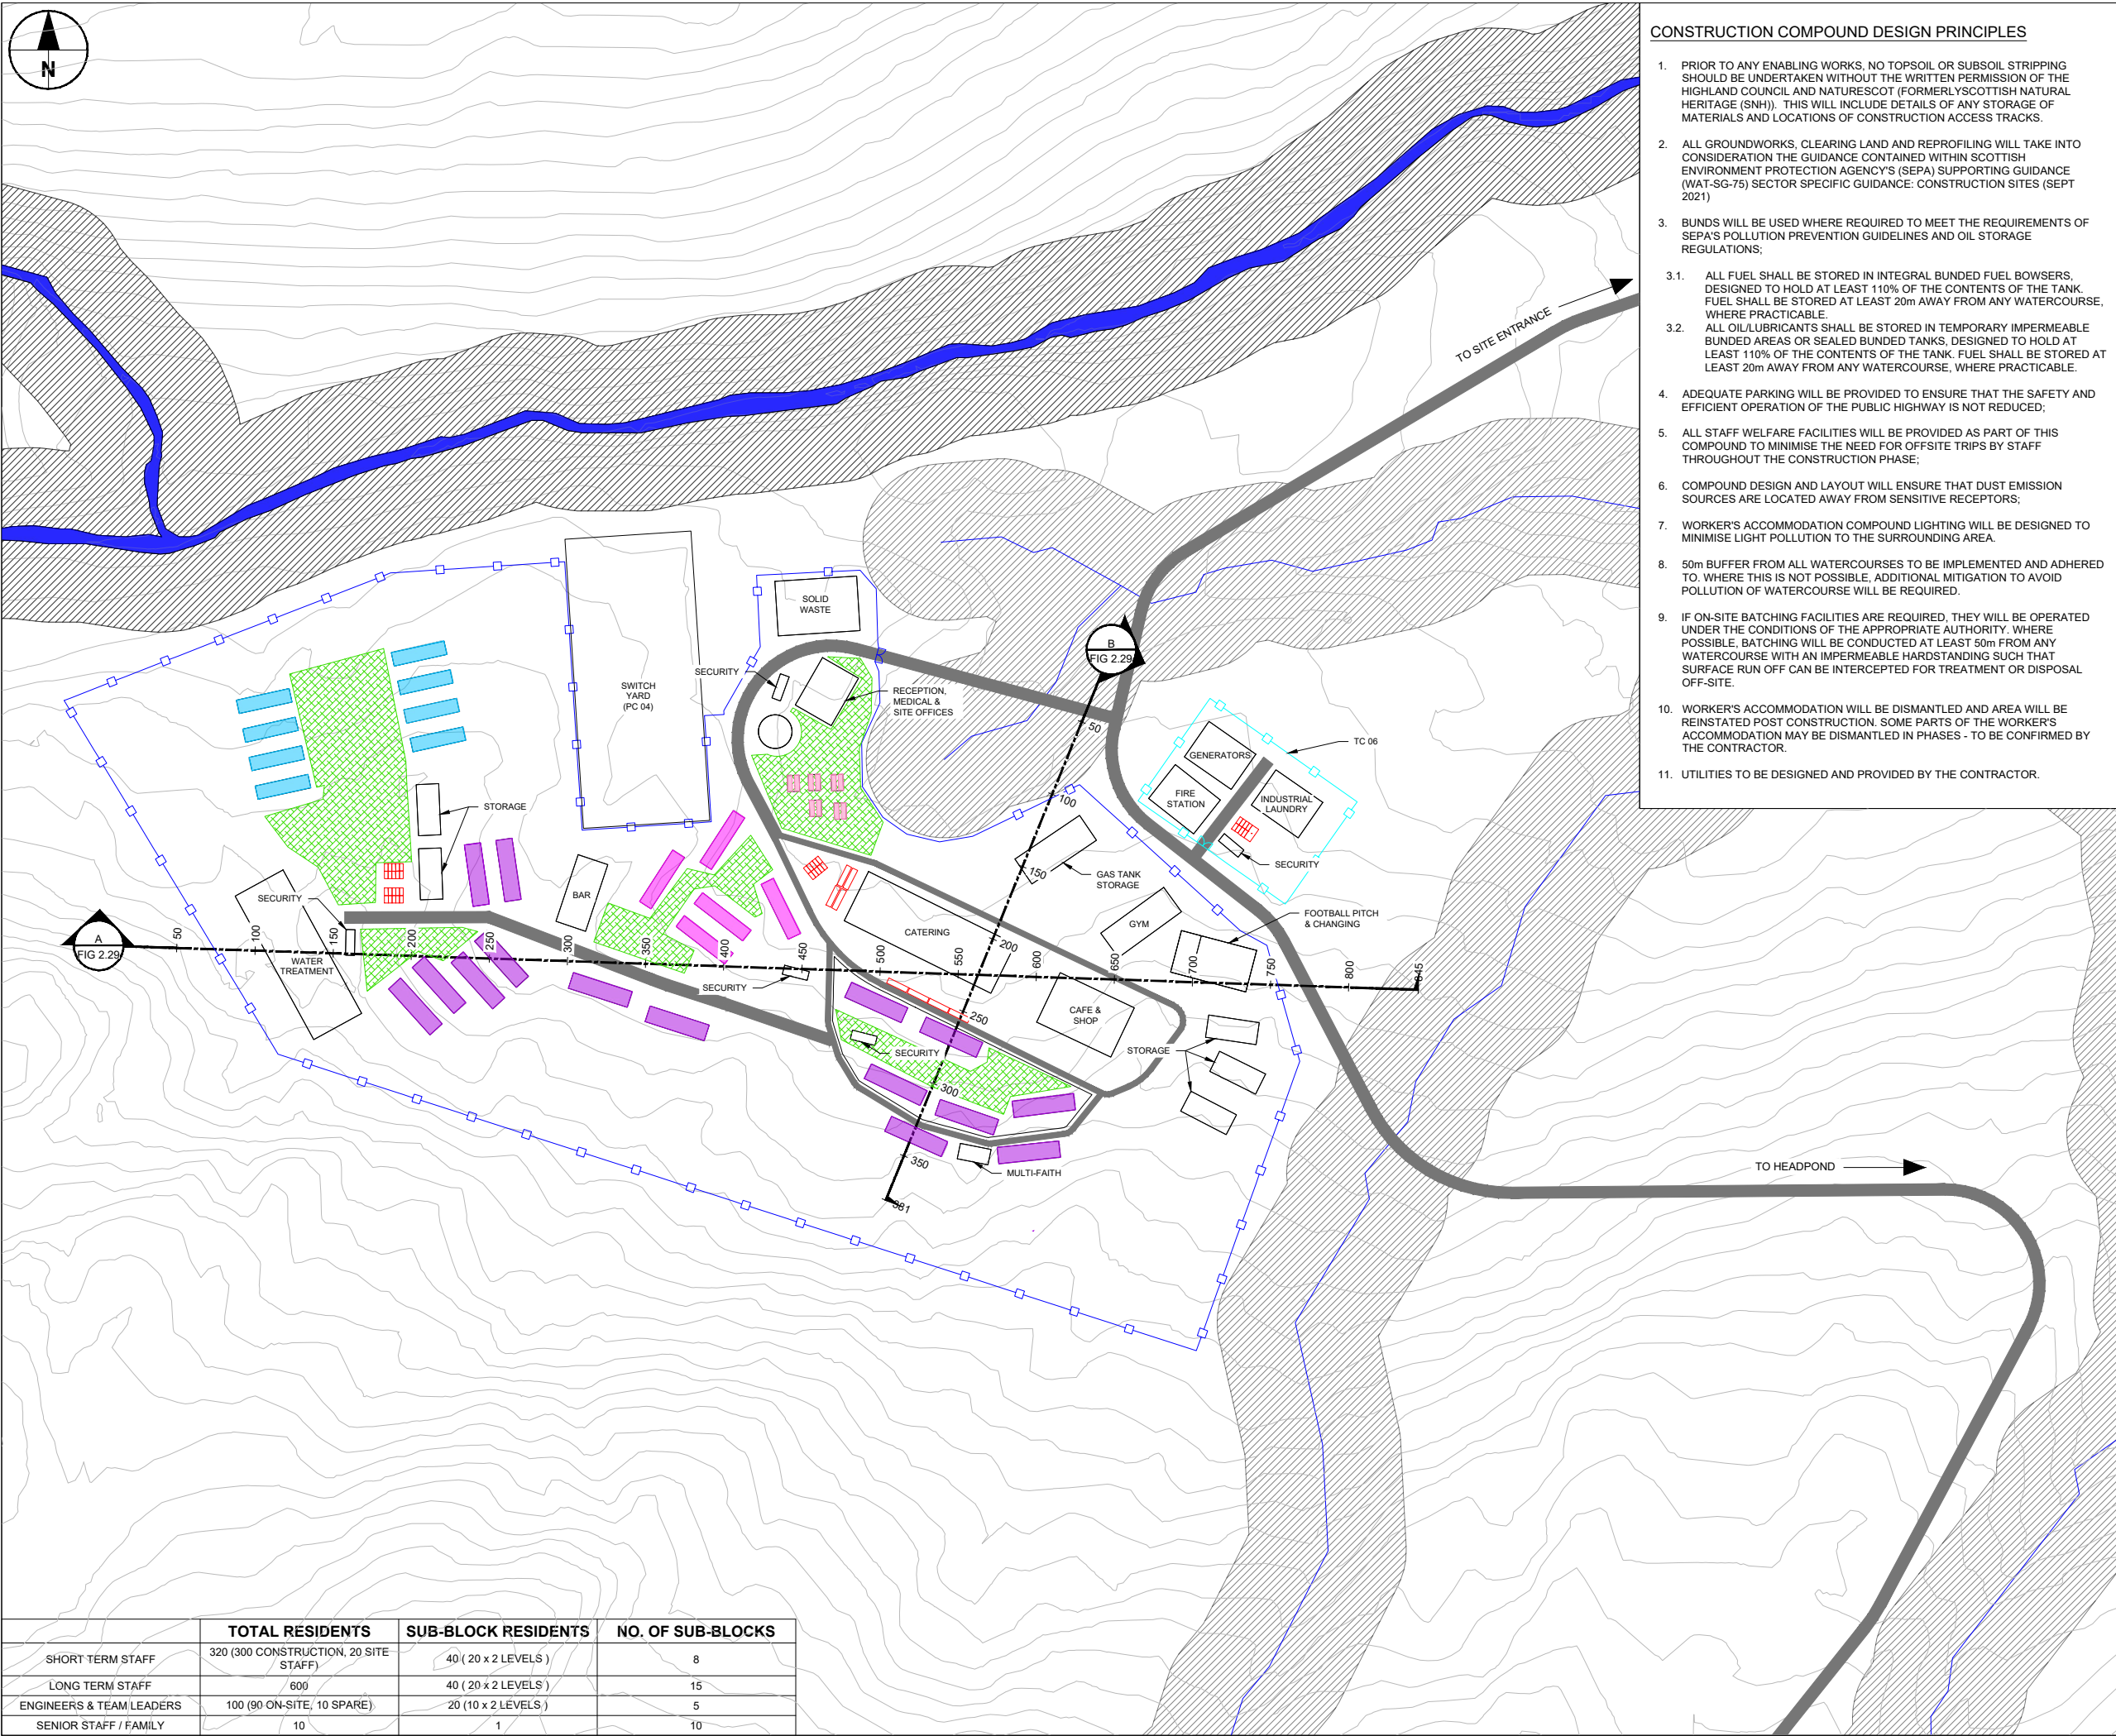 N
CONSTRUCTION COMPOUND DESIGN PRINCIPLES
1. PRIOR TO ANY ENABLING WORKS, NO TOPSOIL OR SUBSOIL STRIPPING
SHOULD BE UNDERTAKEN WITHOUT THE WRITTEN PERMISSION OF THE
HIGHLAND COUNCIL AND NATURESCOT (FORMERLYSCOTTISH NATURAL
HERITAGE (SNH)). THIS WILL INCLUDE DETAILS OF ANY STORAGE OF
MATERIALS AND LOCATIONS OF CONSTRUCTION ACCESS TRACKS.
2. ALL GROUNDWORKS, CLEARING LAND AND REPROFILING WILL TAKE INTO
CONSIDERATION THE GUIDANCE CONTAINED WITHIN SCOTTISH
ENVIRONMENT PROTECTION AGENCY'S (SEPA) SUPPORTING GUIDANCE
(WAT-SG-75) SECTOR SPECIFIC GUIDANCE: CONSTRUCTION SITES (SEPT
2021)
3. BUNDS WILL BE USED WHERE REQUIRED TO MEET THE REQUIREMENTS OF
SEPA'S POLLUTION PREVENTION GUIDELINES AND OIL STORAGE
REGULATIONS;
3.1. ALL FUEL SHALL BE STORED IN INTEGRAL BUNDED FUEL BOWSERS,
DESIGNED TO HOLD AT LEAST 110% OF THE CONTENTS OF THE TANK.
FUEL SHALL BE STORED AT LEAST 20m AWAY FROM ANY WATERCOURSE,
WHERE PRACTICABLE.
3.2. ALL OIL/LUBRICANTS SHALL BE STORED IN TEMPORARY IMPERMEABLE
BUNDED AREAS OR SEALED BUNDED TANKS, DESIGNED TO HOLD AT
LEAST 110% OF THE CONTENTS OF THE TANK. FUEL SHALL BE STORED AT
LEAST 20m AWAY FROM ANY WATERCOURSE, WHERE PRACTICABLE.
4. ADEQUATE PARKING WILL BE PROVIDED TO ENSURE THAT THE SAFETY AND
EFFICIENT OPERATION OF THE PUBLIC HIGHWAY IS NOT REDUCED;
5. ALL STAFF WELFARE FACILITIES WILL BE PROVIDED AS PART OF THIS
COMPOUND TO MINIMISE THE NEED FOR OFFSITE TRIPS BY STAFF
THROUGHOUT THE CONSTRUCTION PHASE;
6. COMPOUND DESIGN AND LAYOUT WILL ENSURE THAT DUST EMISSION
SOURCES ARE LOCATED AWAY FROM SENSITIVE RECEPTORS;
7. WORKER'S ACCOMMODATION COMPOUND LIGHTING WILL BE DESIGNED TO
MINIMISE LIGHT POLLUTION TO THE SURROUNDING AREA.
8. 50m BUFFER FROM ALL WATERCOURSES TO BE IMPLEMENTED AND ADHERED
TO. WHERE THIS IS NOT POSSIBLE, ADDITIONAL MITIGATION TO AVOID
POLLUTION OF WATERCOURSE WILL BE REQUIRED.
9. IF ON-SITE BATCHING FACILITIES ARE REQUIRED, THEY WILL BE OPERATED
UNDER THE CONDITIONS OF THE APPROPRIATE AUTHORITY. WHERE
POSSIBLE, BATCHING WILL BE CONDUCTED AT LEAST 50m FROM ANY
WATERCOURSE WITH AN IMPERMEABLE HARDSTANDING SUCH THAT
SURFACE RUN OFF CAN BE INTERCEPTED FOR TREATMENT OR DISPOSAL
OFF-SITE.
10. WORKER'S ACCOMMODATION WILL BE DISMANTLED AND AREA WILL BE
REINSTATED POST CONSTRUCTION. SOME PARTS OF THE WORKER'S
ACCOMMODATION MAY BE DISMANTLED IN PHASES - TO BE CONFIRMED BY
THE CONTRACTOR.
11. UTILITIES TO BE DESIGNED AND PROVIDED BY THE CONTRACTOR.
TO SITE ENTRANCE
SOLID
WASTE
B
FIG 2.29
SECURITY
SWITCH
YARD
(PC 04)
RECEPTION,
MEDICAL &
SITE OFFICES
50
TC 06
GENERATORS
FIRE
STATION
INDUSTRIAL
LAUNDRY
100
STORAGE
SECURITY
150
GAS TANK
STORAGE
BAR
SECURITY
FOOTBALL PITCH
& CHANGING
GYM
CATERING
200
A
FIG 2.29
50
100
150
200
250
300
350
400
450
500
550
600
650
700
750
800
845
WATER
TREATMENT
SECURITY
250
CAFE &
SHOP
SECURITY
STORAGE
300
350
MULTI-FAITH
381
TO HEADPOND
TOTAL RESIDENTS SUB-BLOCK RESIDENTS NO. OF SUB-BLOCKS
SHORT TERM STAFF 320 (300 CONSTRUCTION, 20 SITE STAFF) 40 ( 20 x 2 LEVELS ) 8
LONG TERM STAFF 600 40 ( 20 x 2 LEVELS ) 15
ENGINEERS & TEAM LEADERS 100 (90 ON-SITE, 10 SPARE) 20 (10 x 2 LEVELS ) 5
SENIOR STAFF / FAMILY 10 1 10